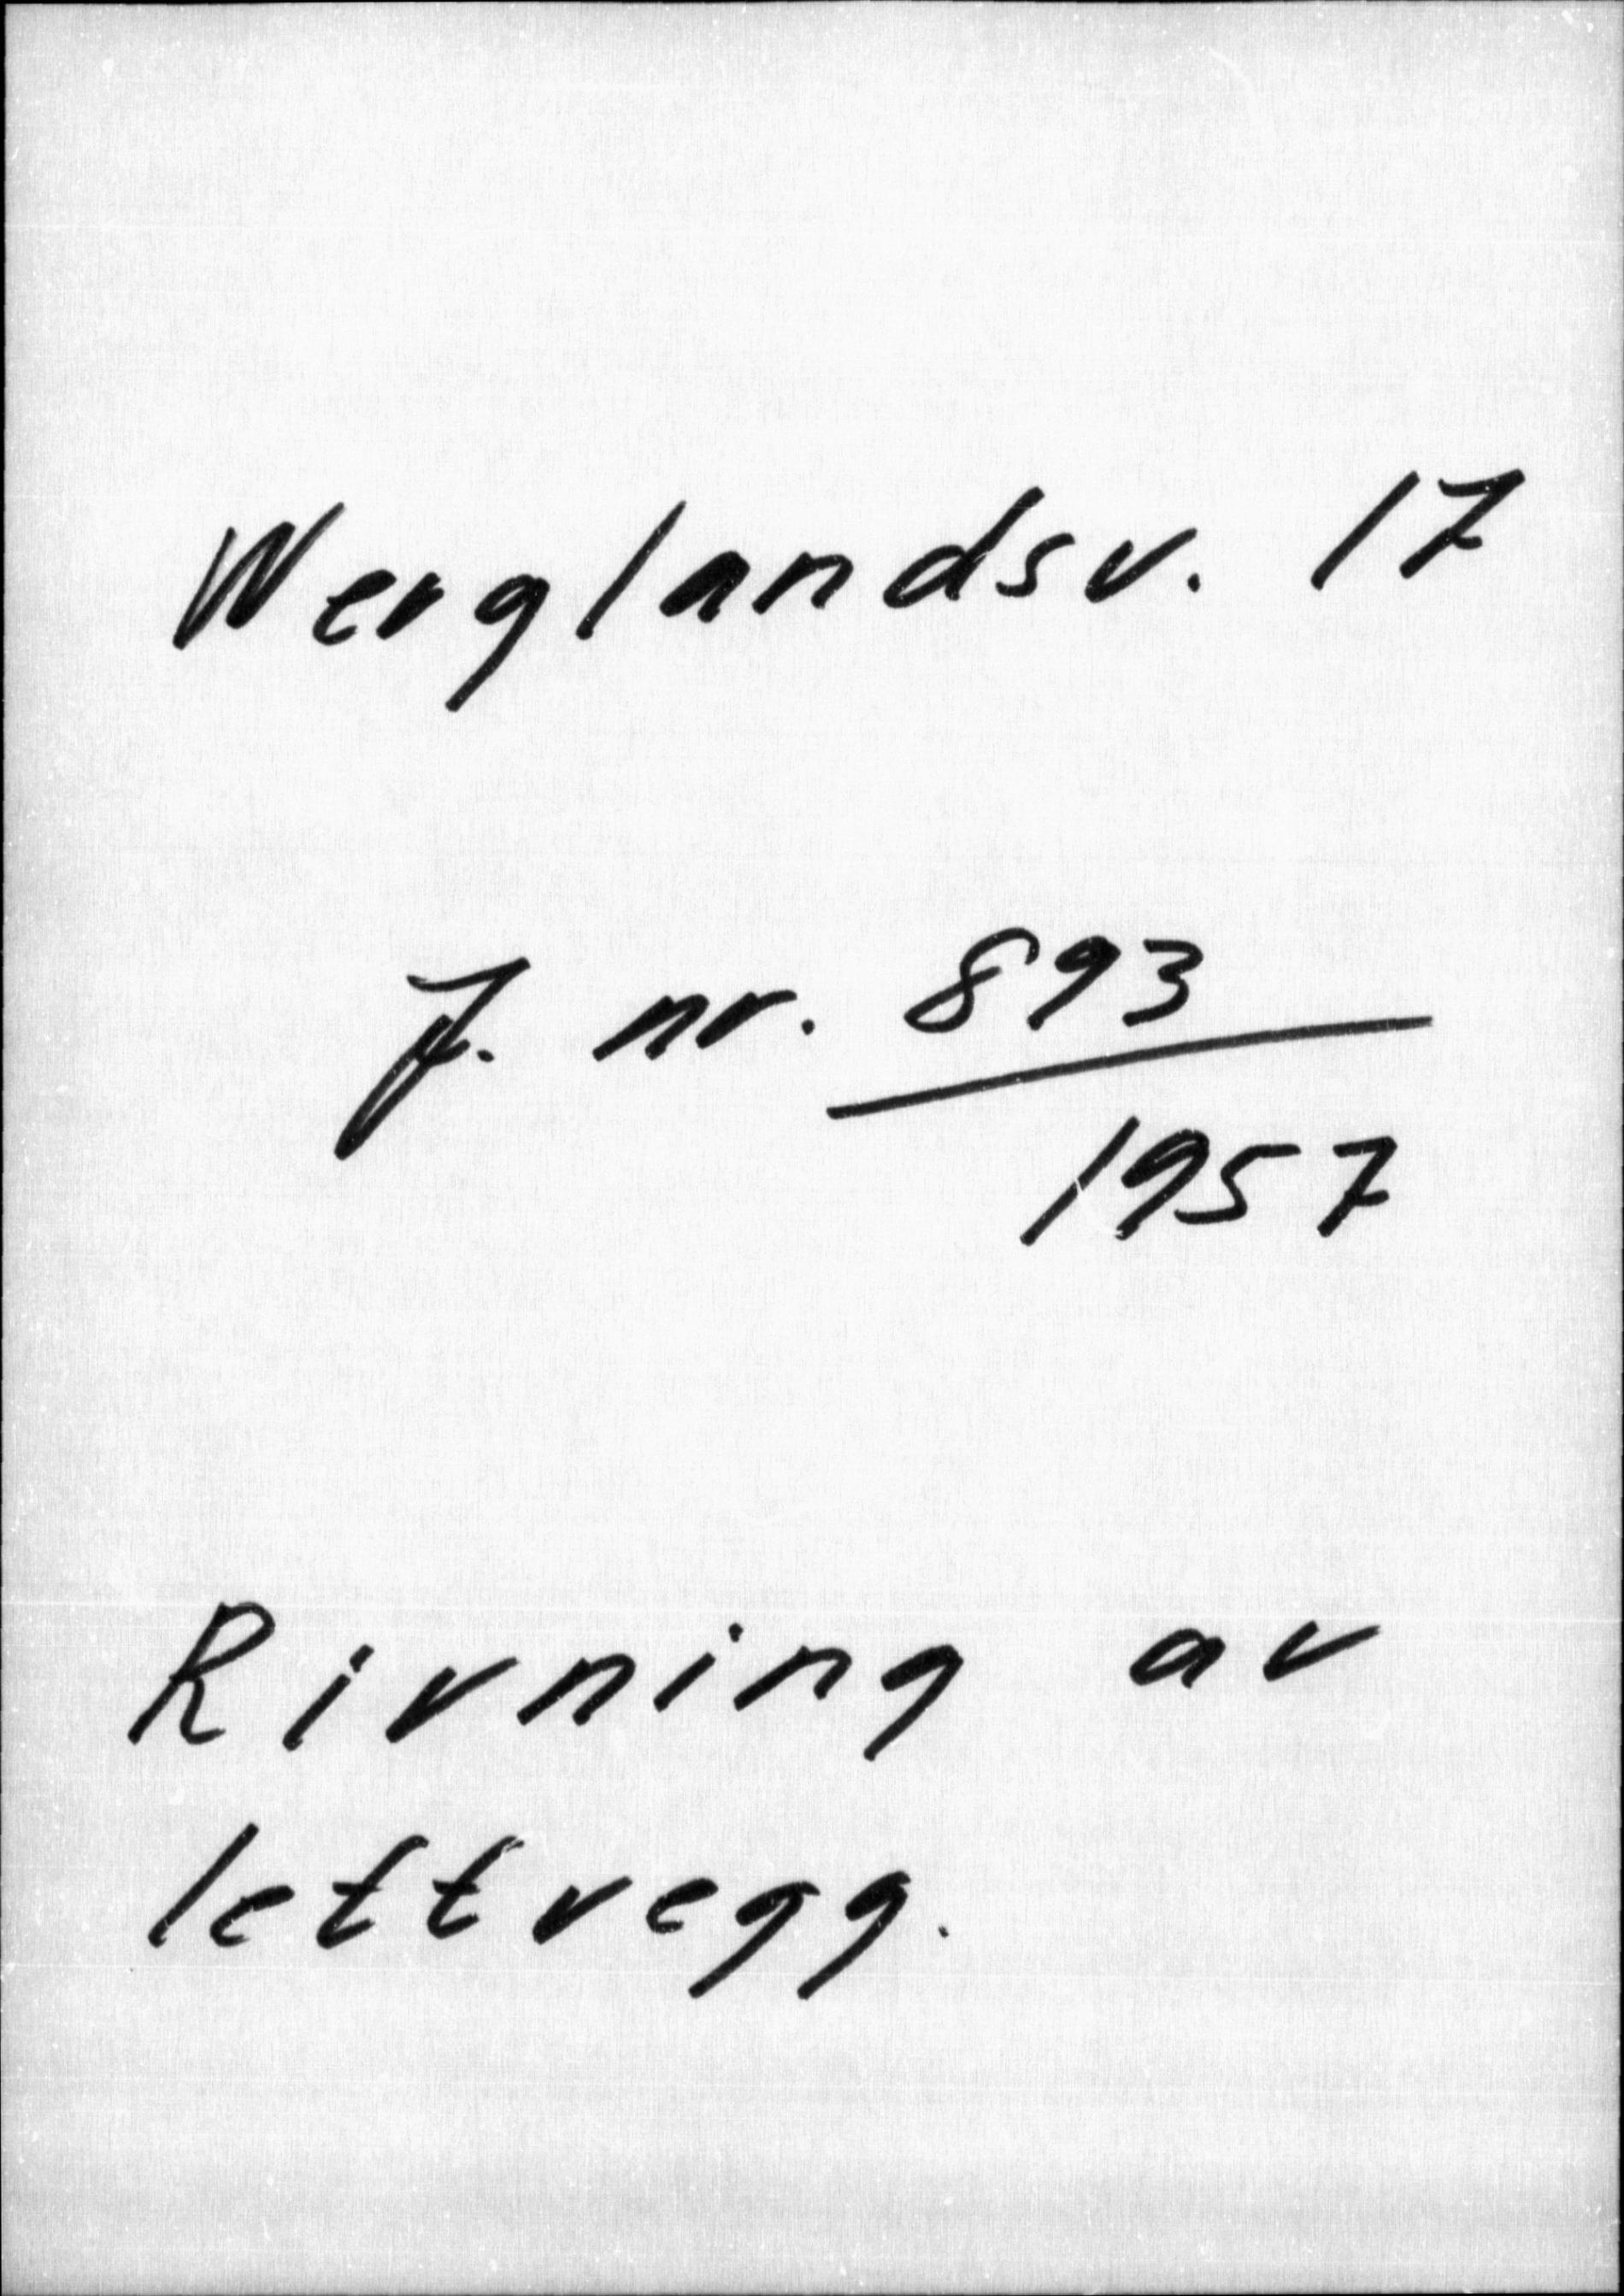 Werglandsv. 17
J. nr. 893
1957
Rivning av
lettvegg.